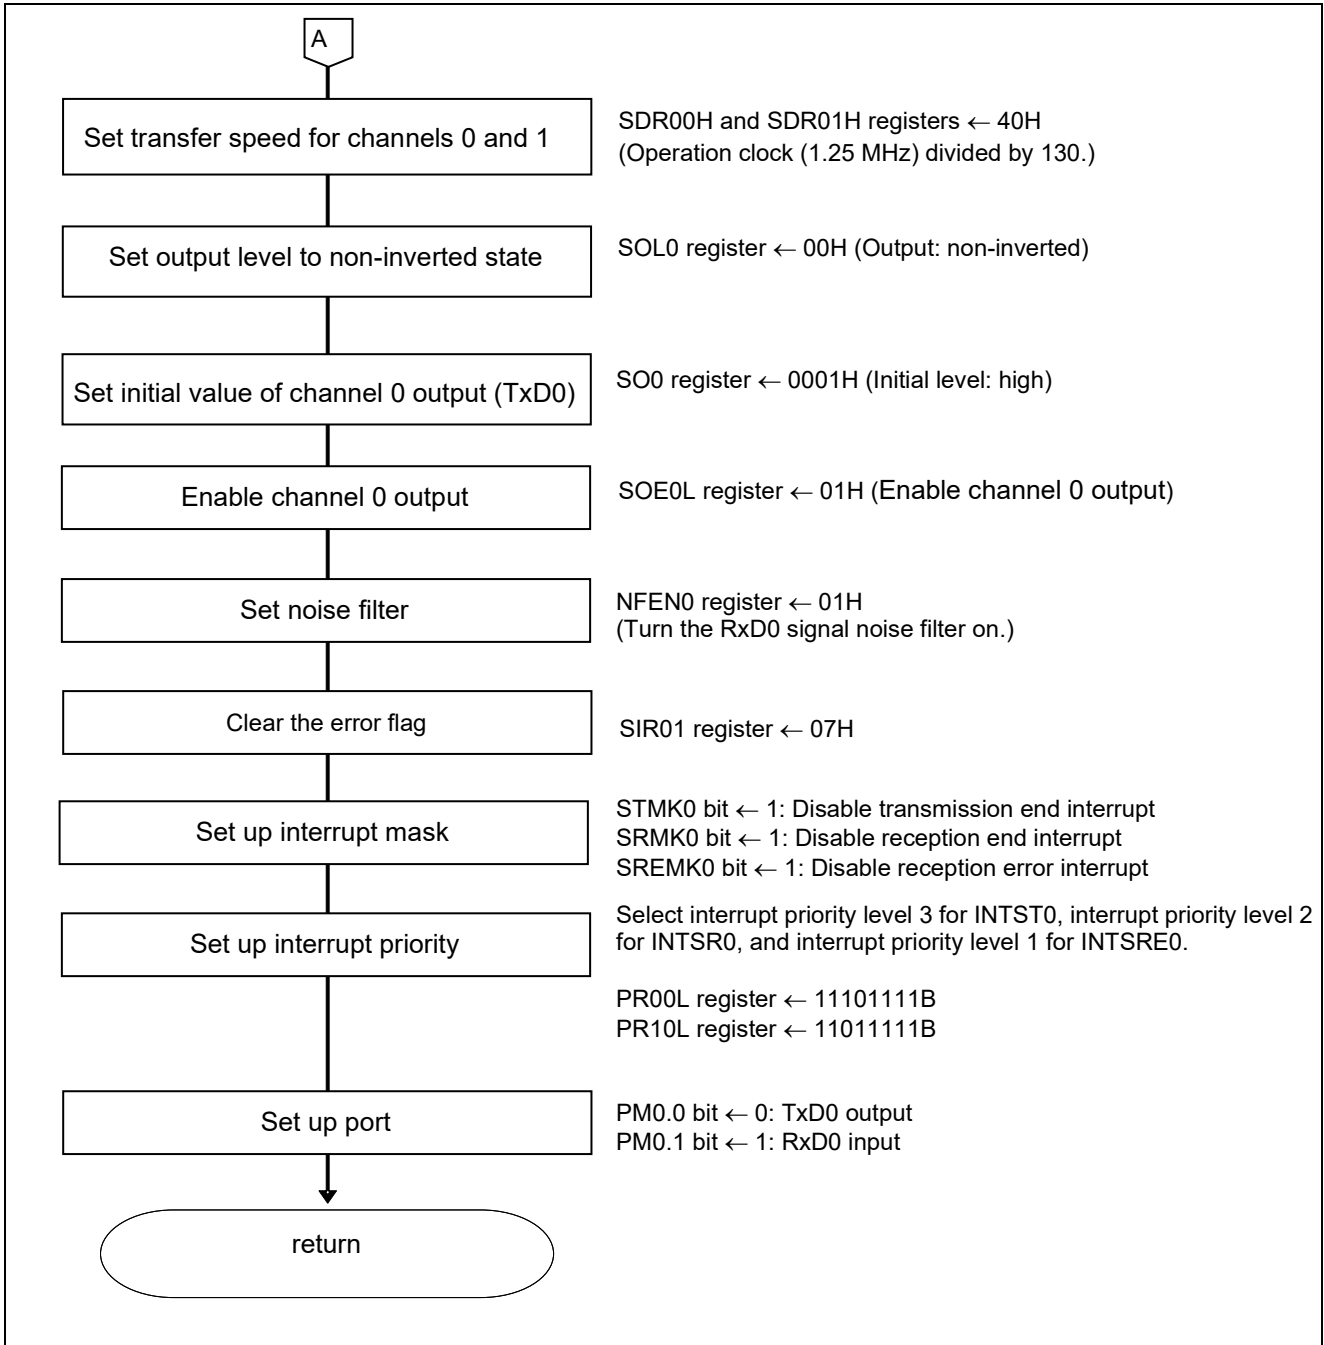 A
Set transfer speed for channels 0 and 1
SDR00H and SDR01H registers ← 40H
(Operation clock (1.25 MHz) divided by 130.)
Set output level to non-inverted state
SOL0 register ← 00H (Output: non-inverted)
Set initial value of channel 0 output (TxD0)
SO0 register ← 0001H (Initial level: high)
Enable channel 0 output
SOE0L register ← 01H (Enable channel 0 output)
Set noise filter
NFEN0 register ← 01H
(Turn the RxD0 signal noise filter on.)
Clear the error flag
SIR01 register ← 07H
Set up interrupt mask
STMK0 bit ← 1: Disable transmission end interrupt
SRMK0 bit ← 1: Disable reception end interrupt
SREMK0 bit ← 1: Disable reception error interrupt
Set up interrupt priority
Select interrupt priority level 3 for INTST0, interrupt priority level 2
for INTSR0, and interrupt priority level 1 for INTSRE0.
PR00L register ← 11101111B
PR10L register ← 11011111B
Set up port
PM0.0 bit ← 0: TxD0 output
PM0.1 bit ← 1: RxD0 input
return